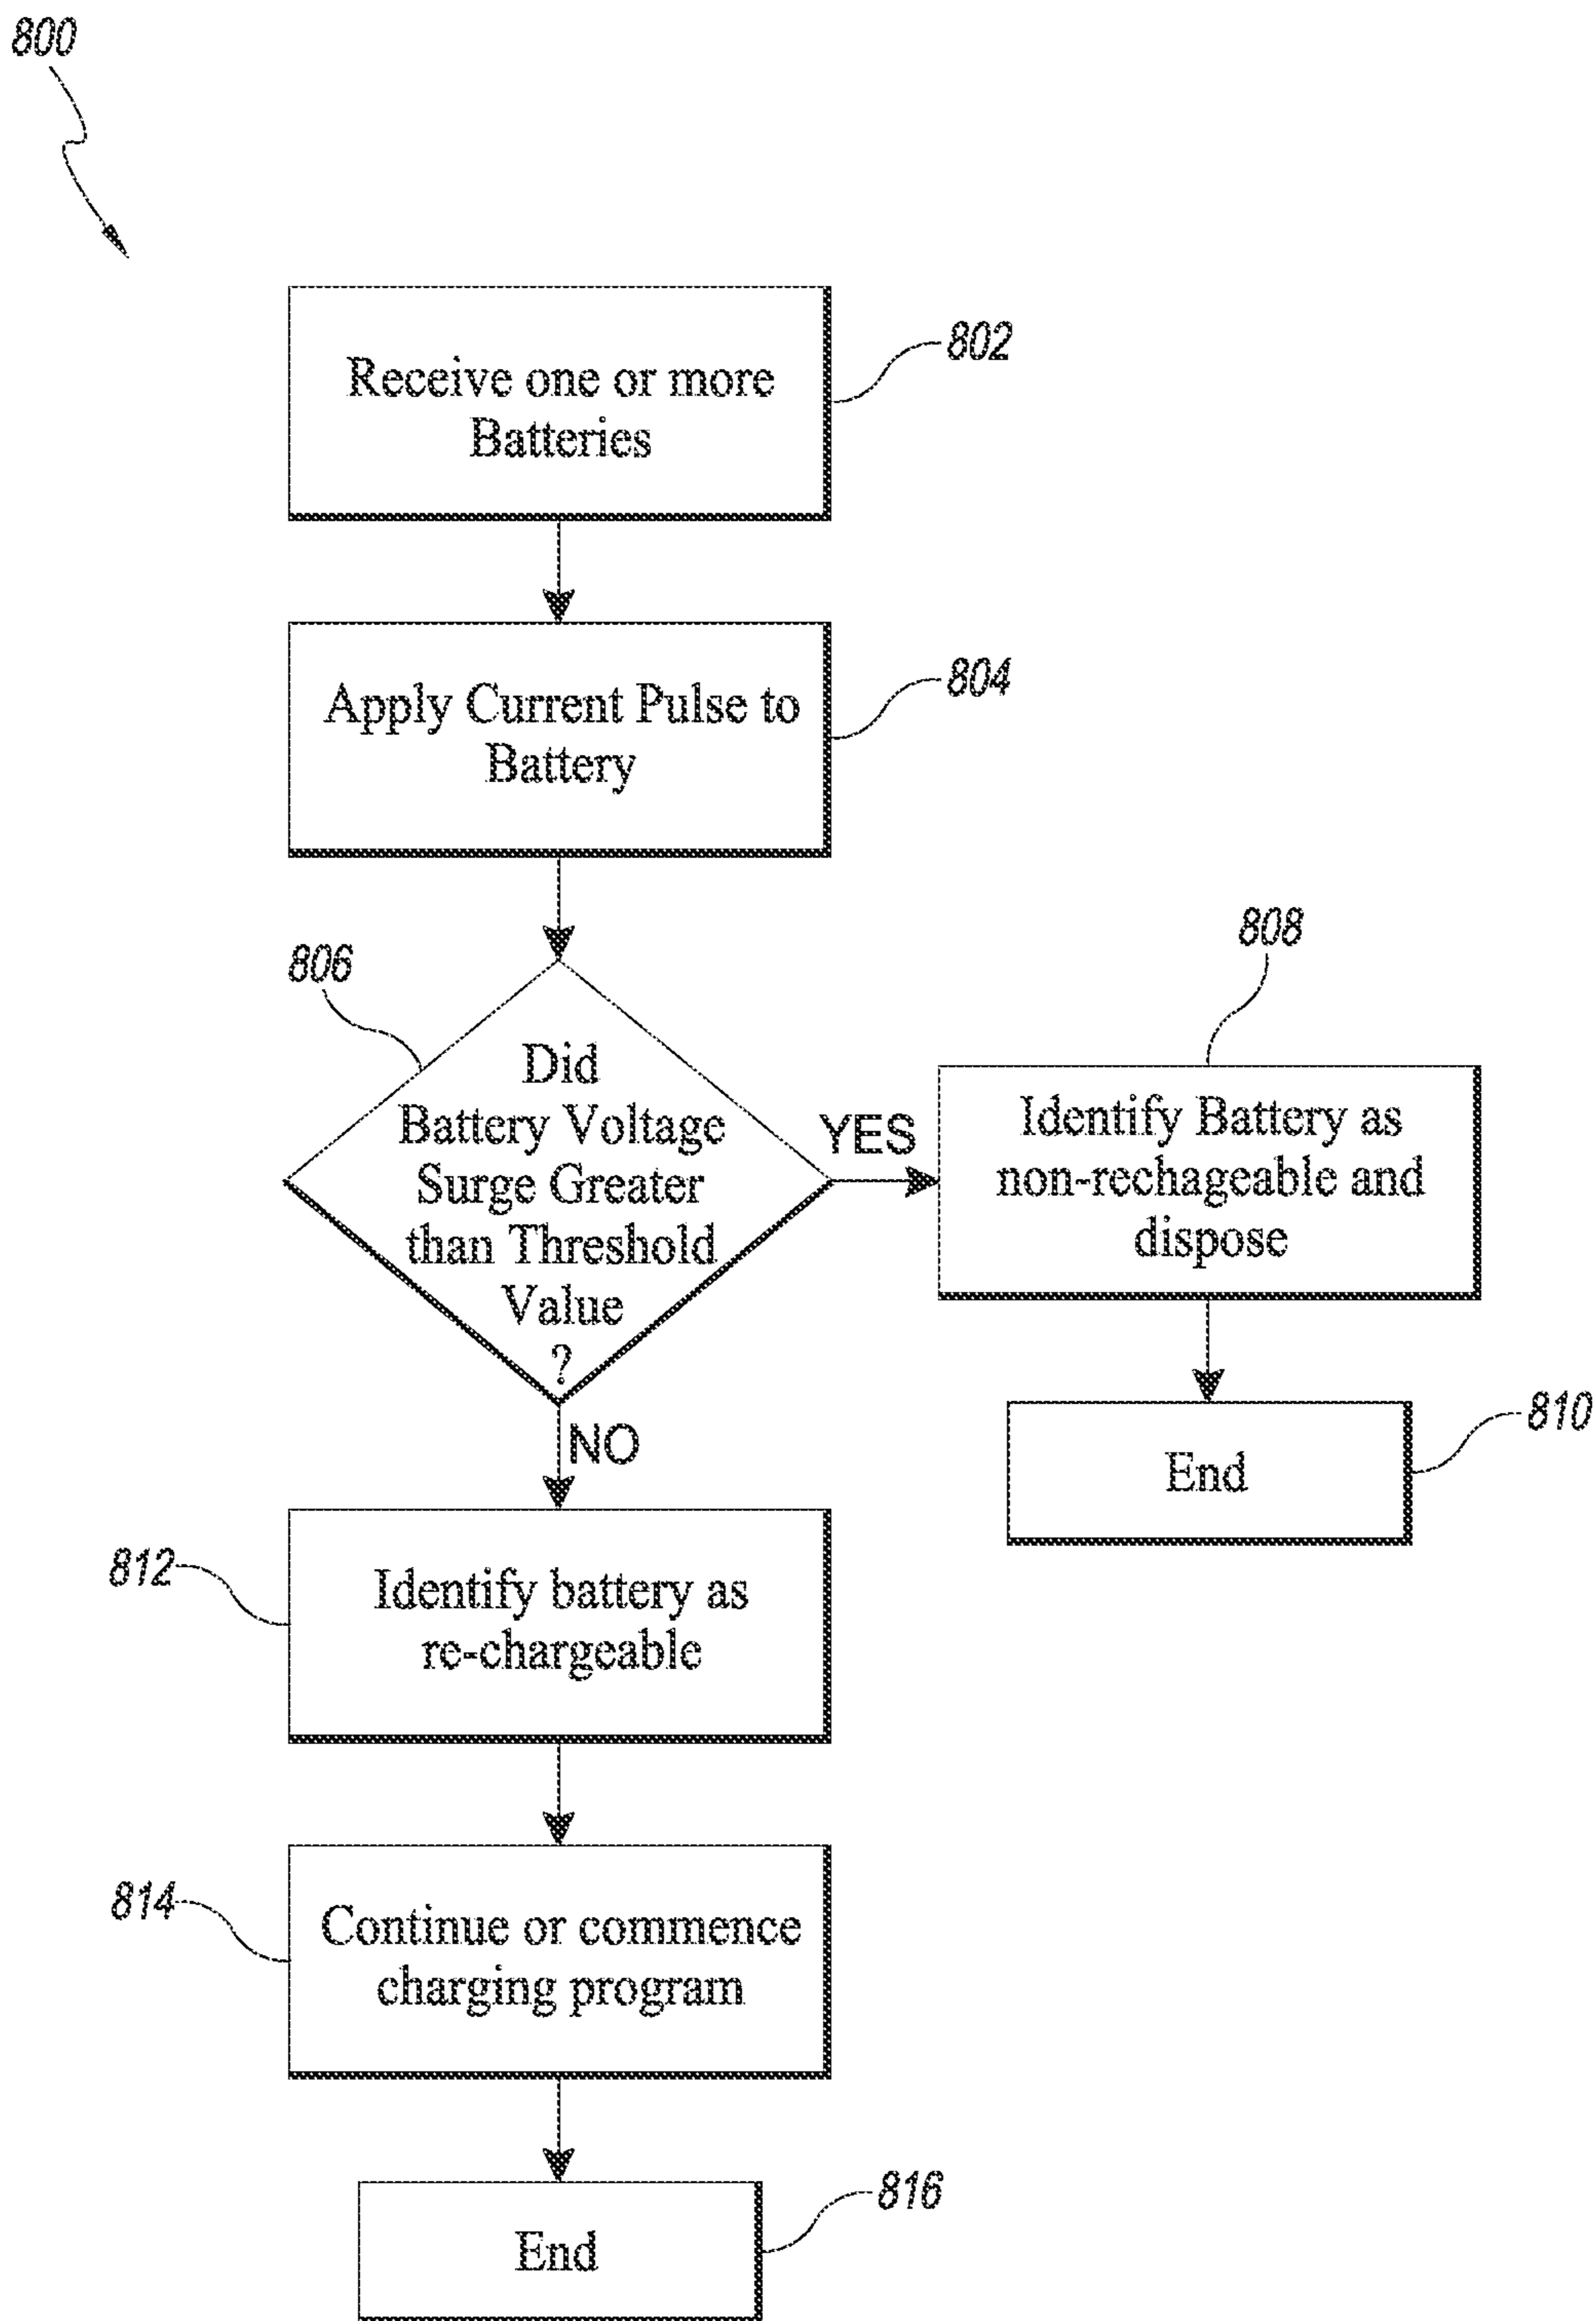 800
Receive one or more
Batteries
802
Apply Current Pulse to
Battery
804
806
Did
Battery Voltage
Surge Greater
than Threshold
Value
?
YES
808
Identify Battery as
non-rechageable and
dispose
End
810
NO
812
Identify battery as
re-chargeable
814
Continue or commence
charging program
End
816